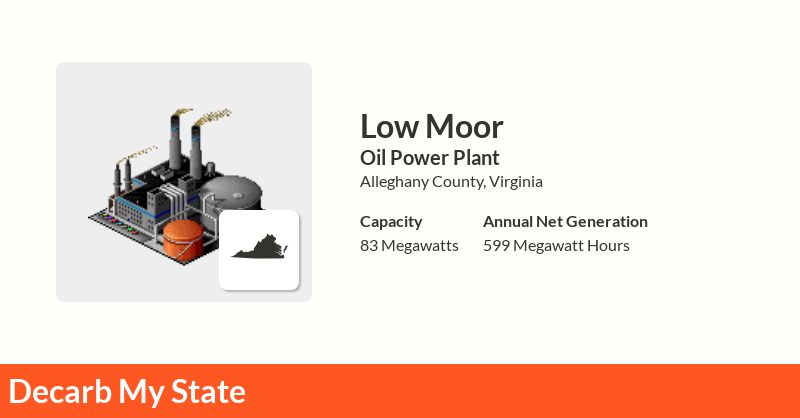 Low Moor
Oil Power Plant
Alleghany County, Virginia
Capacity
83 Megawatts
Annual Net Generation
599 Megawatt Hours
Decarb My State